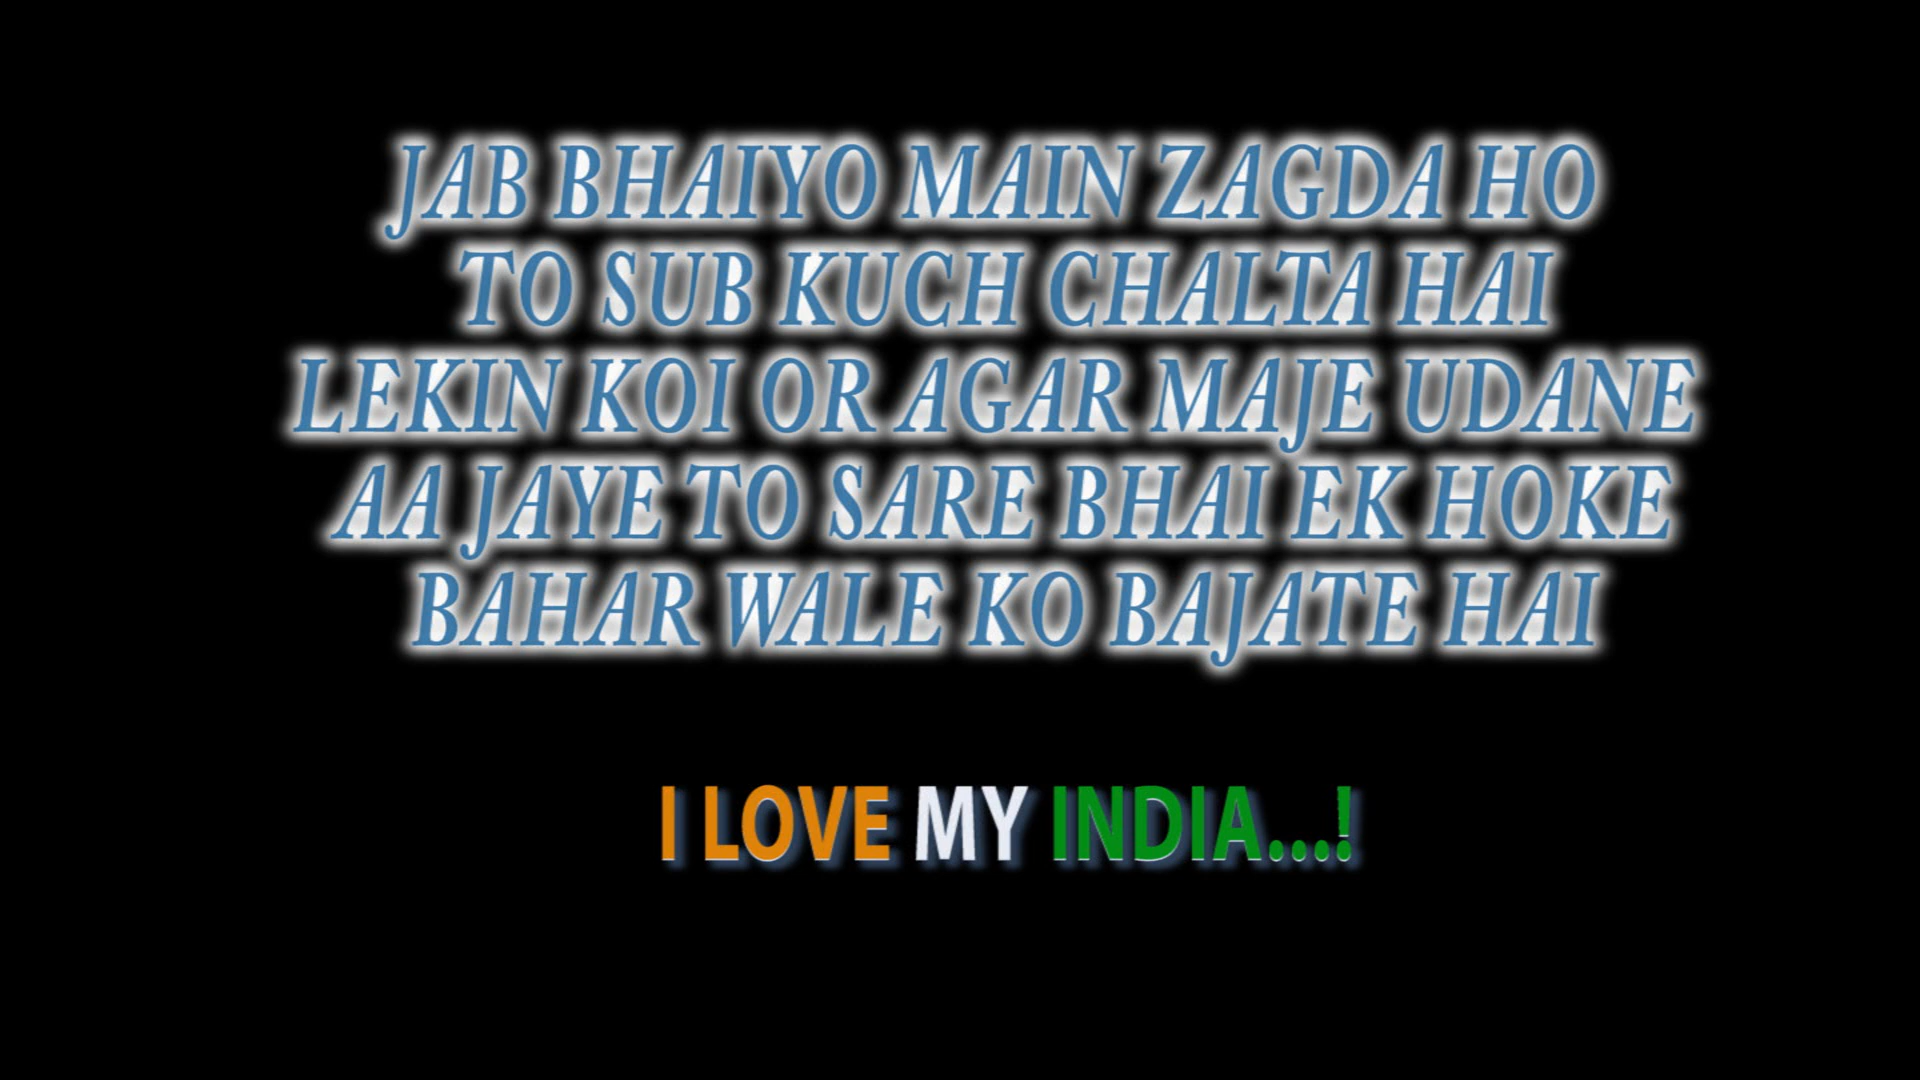 JAB BHAIYO MAIN ZAGDA HO
TO SUB KUCH CHALTA HAI
LEKIN KOI OR AGAR MAJE UDANE
AA JAYE TO SARE BHAI EK HOKE
BAHAR WALE KO BAJATE HAI
I LOVE MY INDIA...!